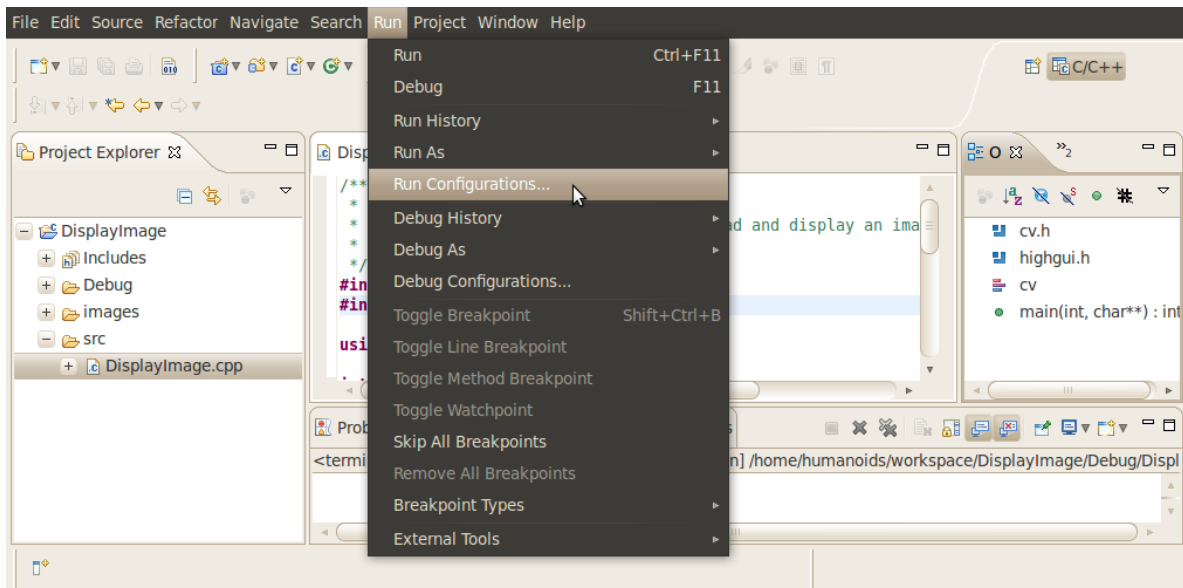 File Edit Source Refactor Navigate Search Run Project Window Help
C/C++
Project Explorer
DisplayImage
Includes
Debug
images
src
DisplayImage.cpp
/**
*
* ad and display an ima
*
*/
#in
#in
usi
Run Ctrl+F11
Debug F11
Run History
Run As
Run Configurations...
Debug History
Debug As
Debug Configurations...
Toggle Breakpoint Shift+Ctrl+B
Toggle Line Breakpoint
Toggle Method Breakpoint
Toggle Watchpoint
Skip All Breakpoints
Remove All Breakpoints
Breakpoint Types
External Tools
O »2
cv.h
highgui.h
cv
main(int, char**) : int
Prob
<termi n] /home/humanoids/workspace/DisplayImage/Debug/Displ